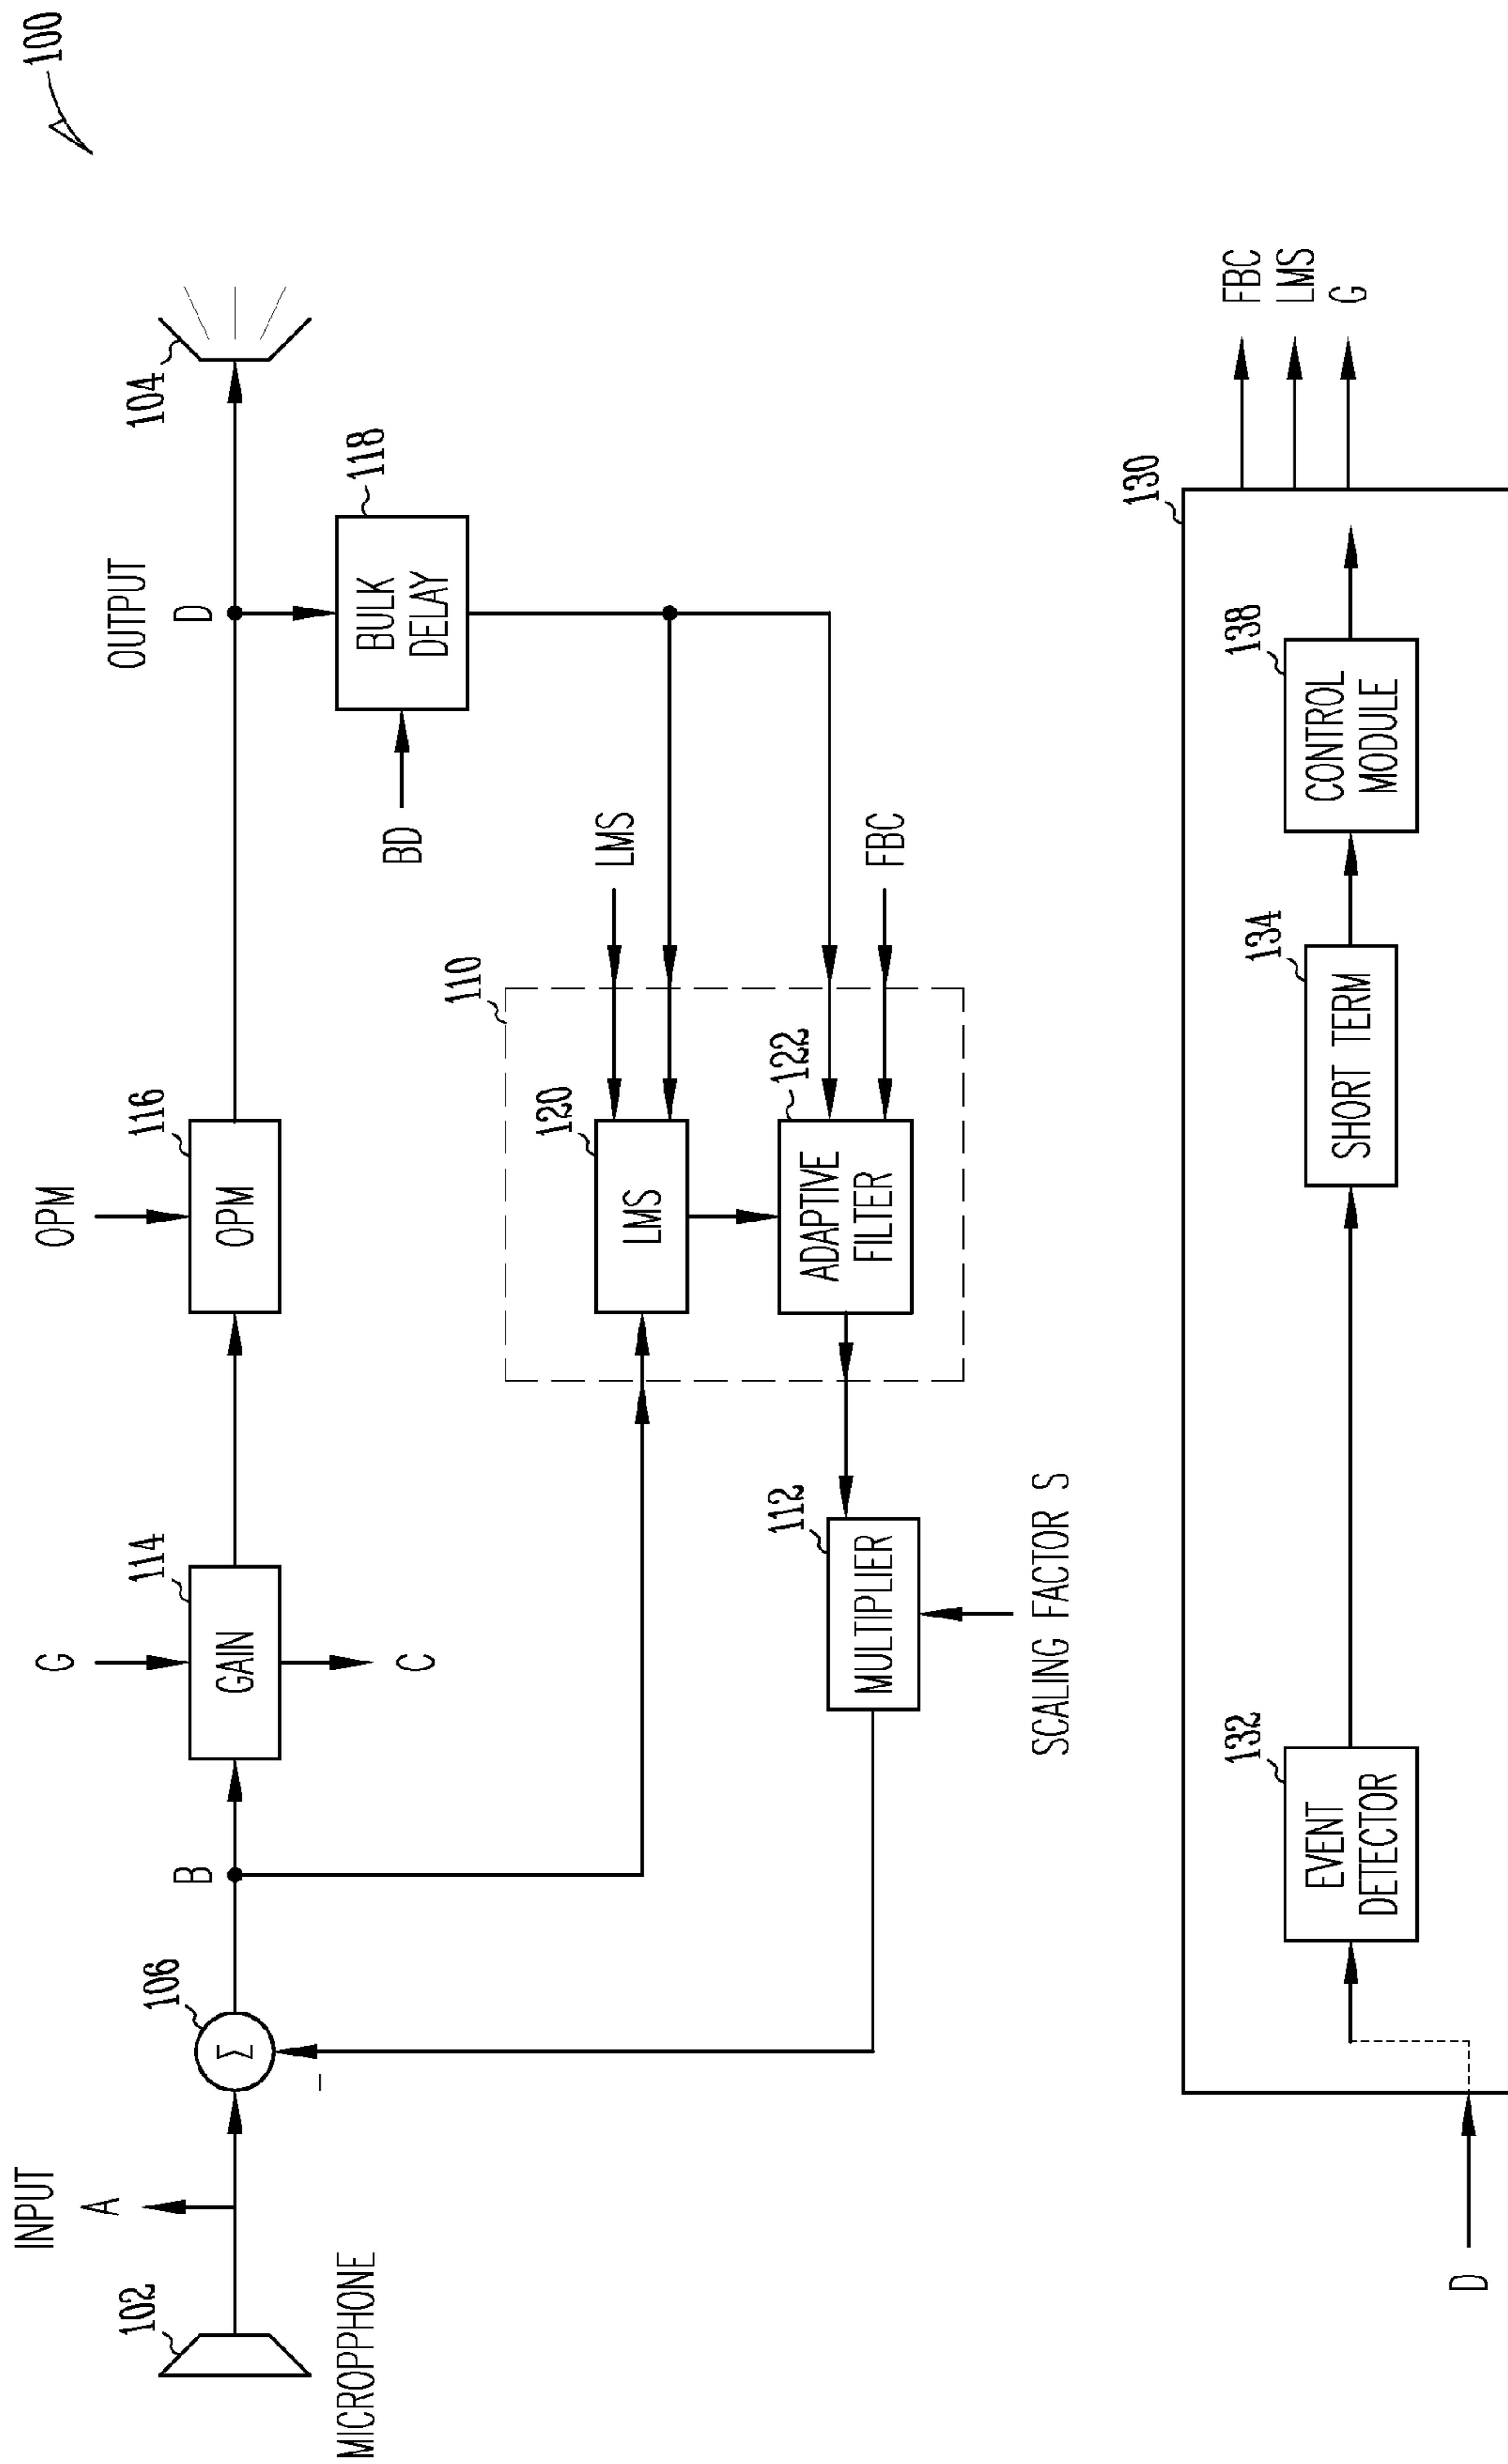 100
INPUT
A
102
MICROPPHONE
106
Σ
–
B
G
114
GAIN
C
OPM
116
OPM
OUTPUT
D
104
118
BULK
DELAY
BD
110
LMS
120
LMS
122
ADAPTIVE
FILTER
FBC
112
MULTIPLIER
SCALING FACTOR S
130
D
132
EVENT
DETECTOR
134
SHORT TERM
138
CONTROL
MODULE
FBC
LMS
G